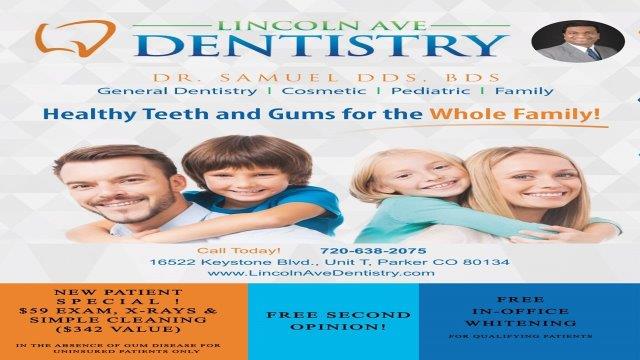 LINCOLN AVE
DENTISTRY
DR. SAMUEL DDS, BDS
General Dentistry | Cosmetic | Pediatric | Family
Healthy Teeth and Gums for the Whole Family!
Call Today! 720-638-2075
16522 Keystone Blvd., Unit T, Parker CO 80134
www.LincolnAveDentistry.com
NEW PATIENT
SPECIAL !
$59 EXAM, X-RAYS &
SIMPLE CLEANING
($342 VALUE)
IN THE ABSENCE OF GUM DISEASE FOR
UNINSURED PATIENTS ONLY
FREE SECOND
OPINION!
FREE
IN-OFFICE
WHITENING
FOR QUALIFYING PATIENTS